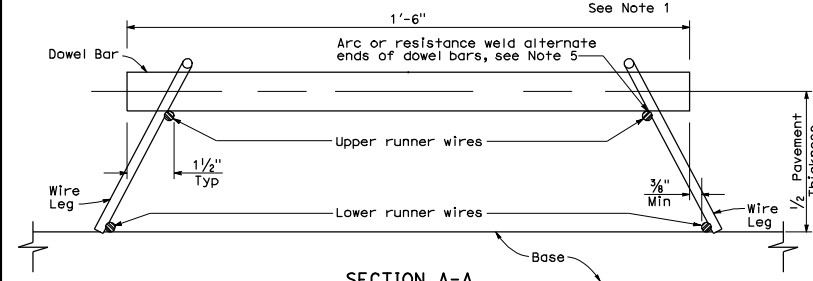 See Note 1
1'-6"
Dowel Bar
Arc or resistance weld alternate
ends of dowel bars, see Note 5
Upper runner wires
1½"
Typ
Wire
Leg
⅜"
Min
Wire
Leg
½ Pavement
Thickness
Lower runner wires
Base
SECTION A-A